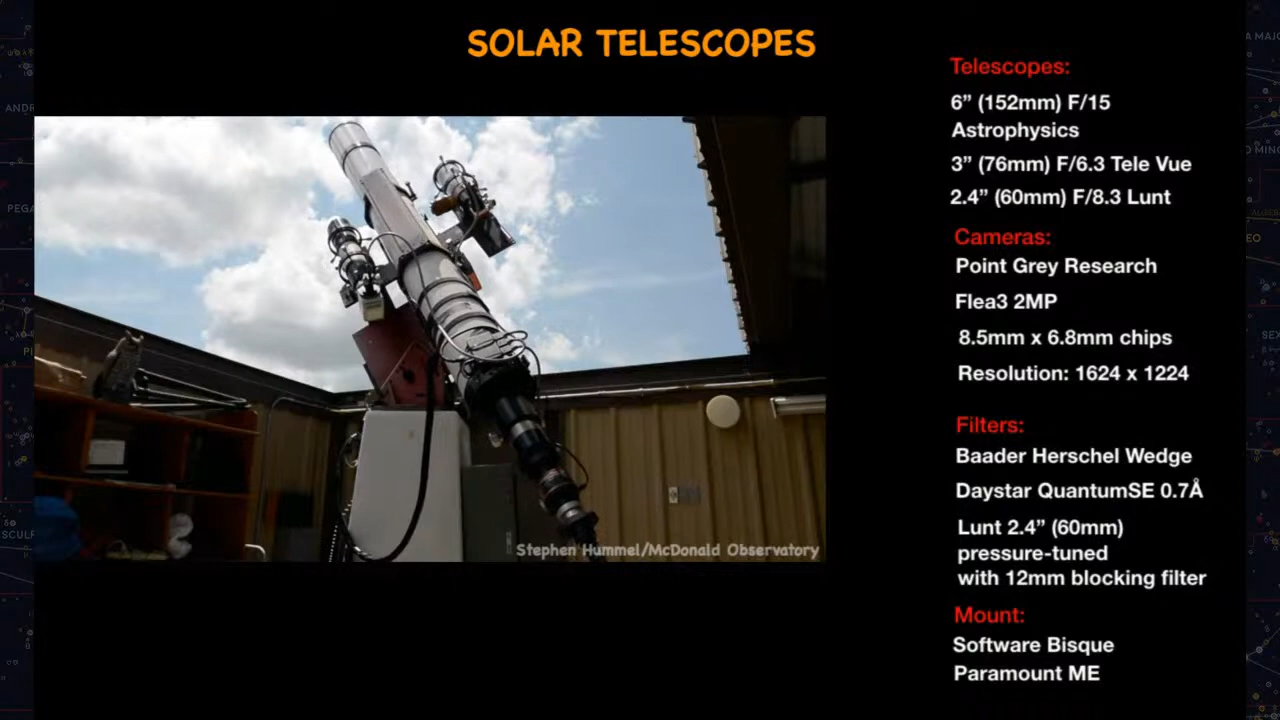 SOLAR TELESCOPES
Telescopes:
6” (152mm) F/15
Astrophysics
3” (76mm) F/6.3 Tele Vue
2.4” (60mm) F/8.3 Lunt
Cameras:
Point Grey Research
Flea3 2MP
8.5mm x 6.8mm chips
Resolution: 1624 x 1224
Filters:
Baader Herschel Wedge
Daystar QuantumSE 0.7Å
Lunt 2.4” (60mm)
pressure-tuned
with 12mm blocking filter
Mount:
Software Bisque
Paramount ME
Stephen Hummel/McDonald Observatory
ANDR
PEGA
SCULP